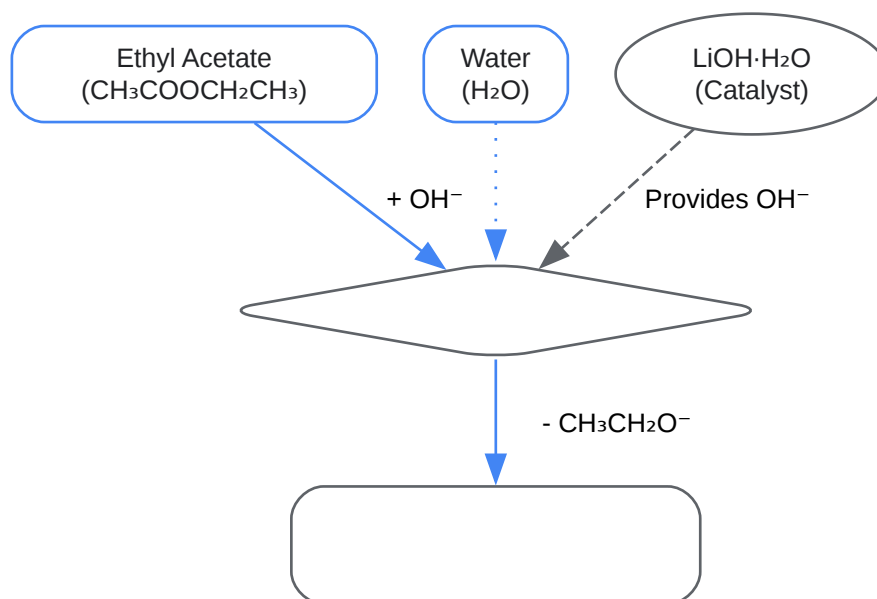 Ethyl Acetate
(CH₃COOCH₂CH₃)
Water
(H₂O)
LiOH·H₂O
(Catalyst)
+ OH⁻
Provides OH⁻
- CH₃CH₂O⁻